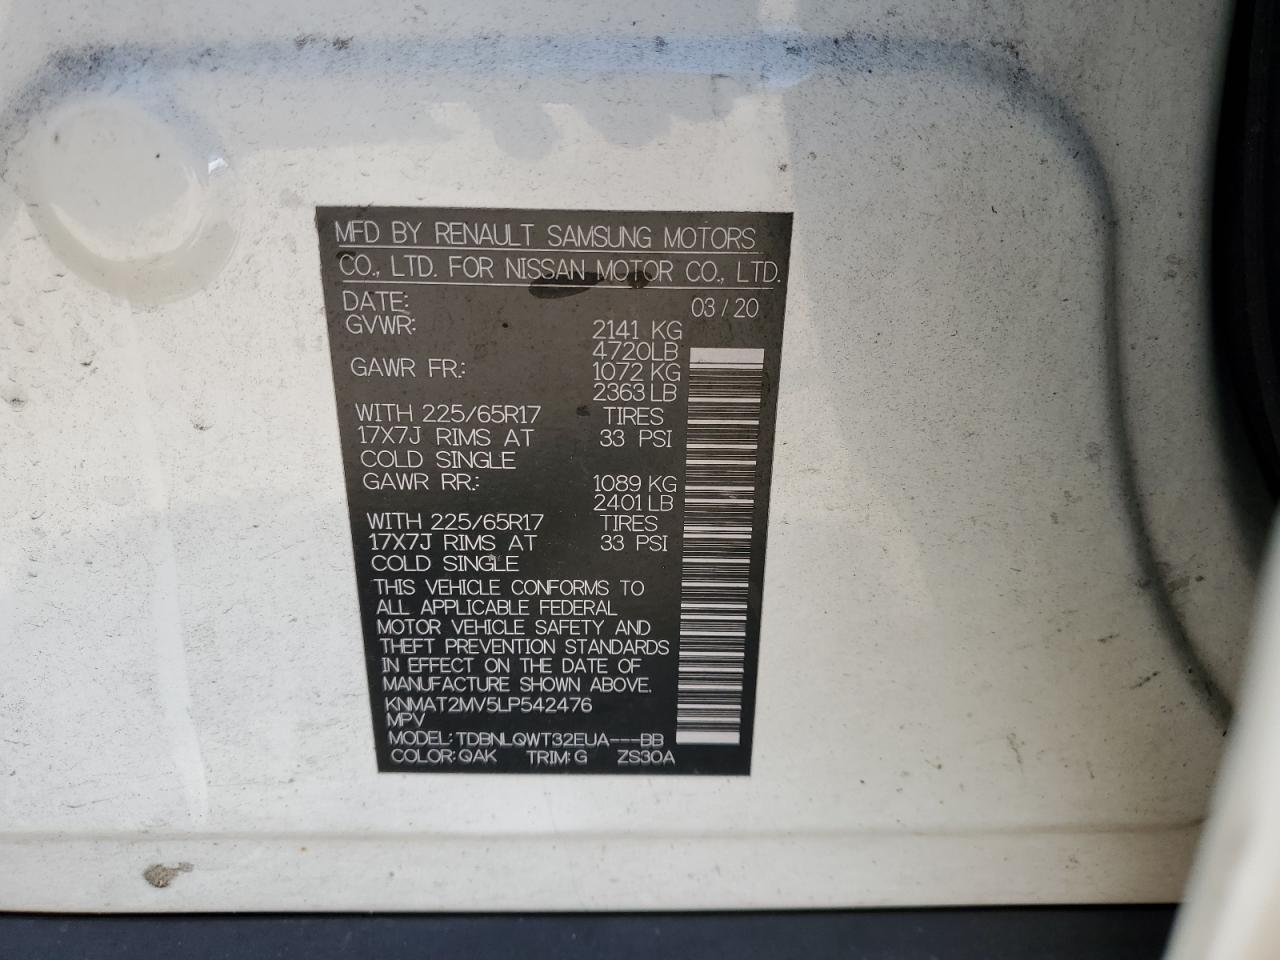 MFD BY RENAULT SAMSUNG MOTORS
CO., LTD. FOR NISSAN MOTOR CO., LTD.
DATE: 03 / 20
GVWR: 2141 KG
4720LB
GAWR FR.: 1072 KG
2363 LB
WITH 225/65R17 TIRES
17X7J RIMS AT 33 PSI
COLD SINGLE
GAWR RR.: 1089 KG
2401 LB
WITH 225/65R17 TIRES
17X7J RIMS AT 33 PSI
COLD SINGLE
THIS VEHICLE CONFORMS TO
ALL APPLICABLE FEDERAL
MOTOR VEHICLE SAFETY AND
THEFT PREVENTION STANDARDS
IN EFFECT ON THE DATE OF
MANUFACTURE SHOWN ABOVE.
KNMAT2MV5LP542476
MPV
MODEL: TDBNLQWT32EUA---BB
COLOR: QAK TRIM: G ZS30A